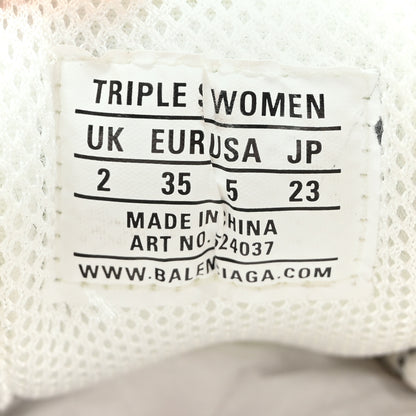 TRIPLE S WOMEN
UK EUR USA JP
2 35 5 23
MADE IN CHINA
ART NO. 524037
WWW.BALENCIAGA.COM